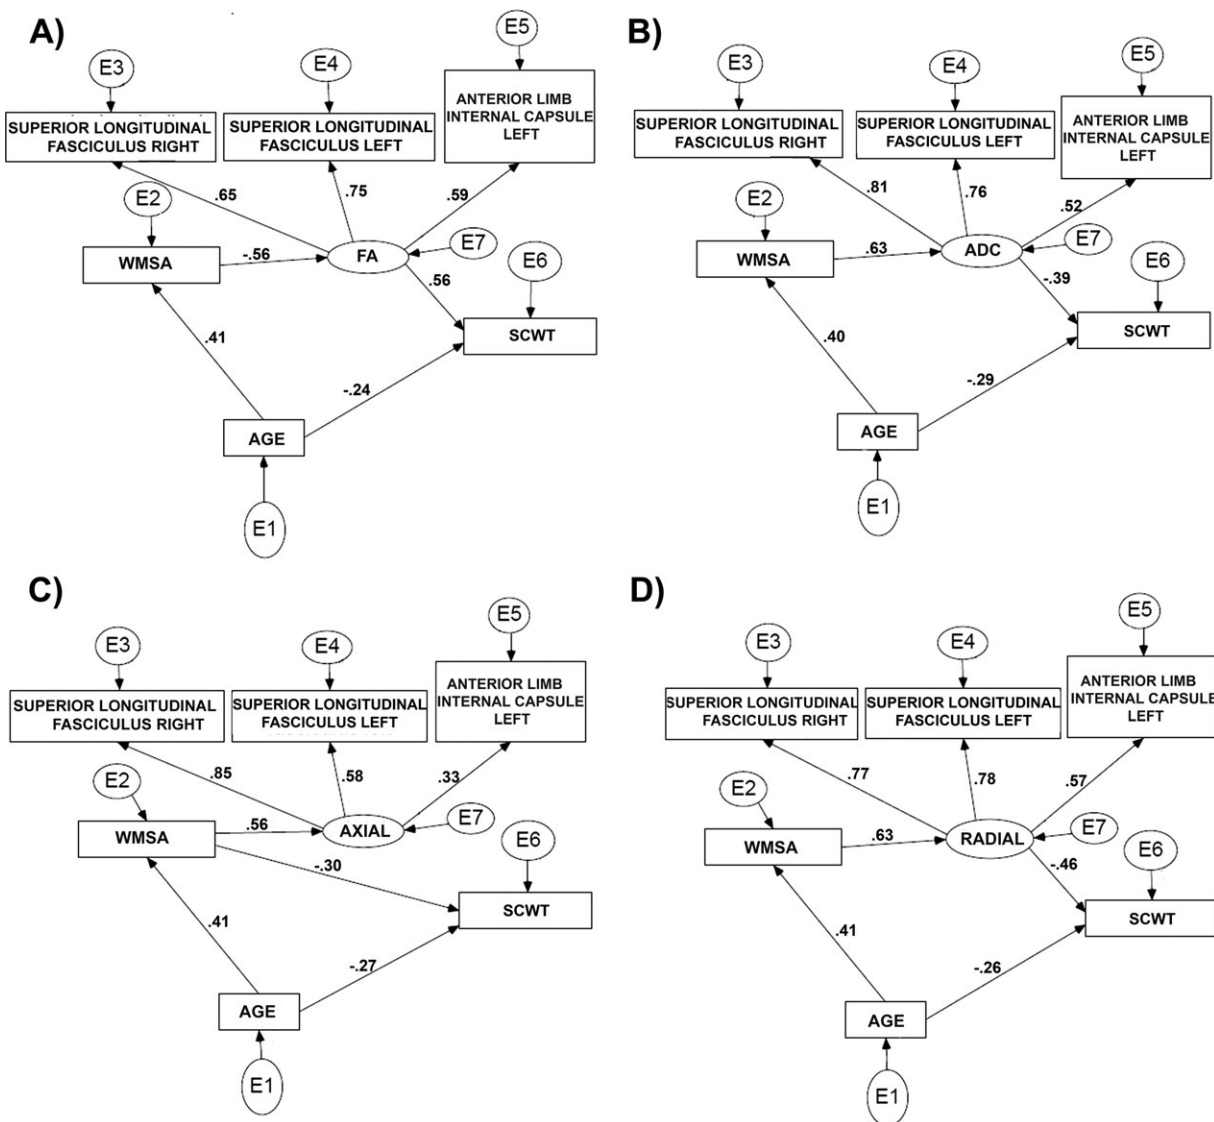 A)
E3
E4
E5
SUPERIOR LONGITUDINAL
FASCICULUS RIGHT
SUPERIOR LONGITUDINAL
FASCICULUS LEFT
ANTERIOR LIMB
INTERNAL CAPSULE
LEFT
.65
.75
.59
E2
WMSA
-.56
FA
E7
.56
E6
SCWT
.41
-.24
AGE
E1
B)
E3
E4
E5
SUPERIOR LONGITUDINAL
FASCICULUS RIGHT
SUPERIOR LONGITUDINAL
FASCICULUS LEFT
ANTERIOR LIMB
INTERNAL CAPSULE
LEFT
.81
.76
.52
E2
WMSA
.63
ADC
E7
-.39
E6
SCWT
.40
-.29
AGE
E1
C)
E3
E4
E5
SUPERIOR LONGITUDINAL
FASCICULUS RIGHT
SUPERIOR LONGITUDINAL
FASCICULUS LEFT
ANTERIOR LIMB
INTERNAL CAPSULE
LEFT
.85
.58
.33
E2
WMSA
.56
AXIAL
E7
-.30
E6
SCWT
.41
-.27
AGE
E1
D)
E3
E4
E5
SUPERIOR LONGITUDINAL
FASCICULUS RIGHT
SUPERIOR LONGITUDINAL
FASCICULUS LEFT
ANTERIOR LIMB
INTERNAL CAPSULE
LEFT
.77
.78
.57
E2
WMSA
.63
RADIAL
E7
-.46
E6
SCWT
.41
-.26
AGE
E1